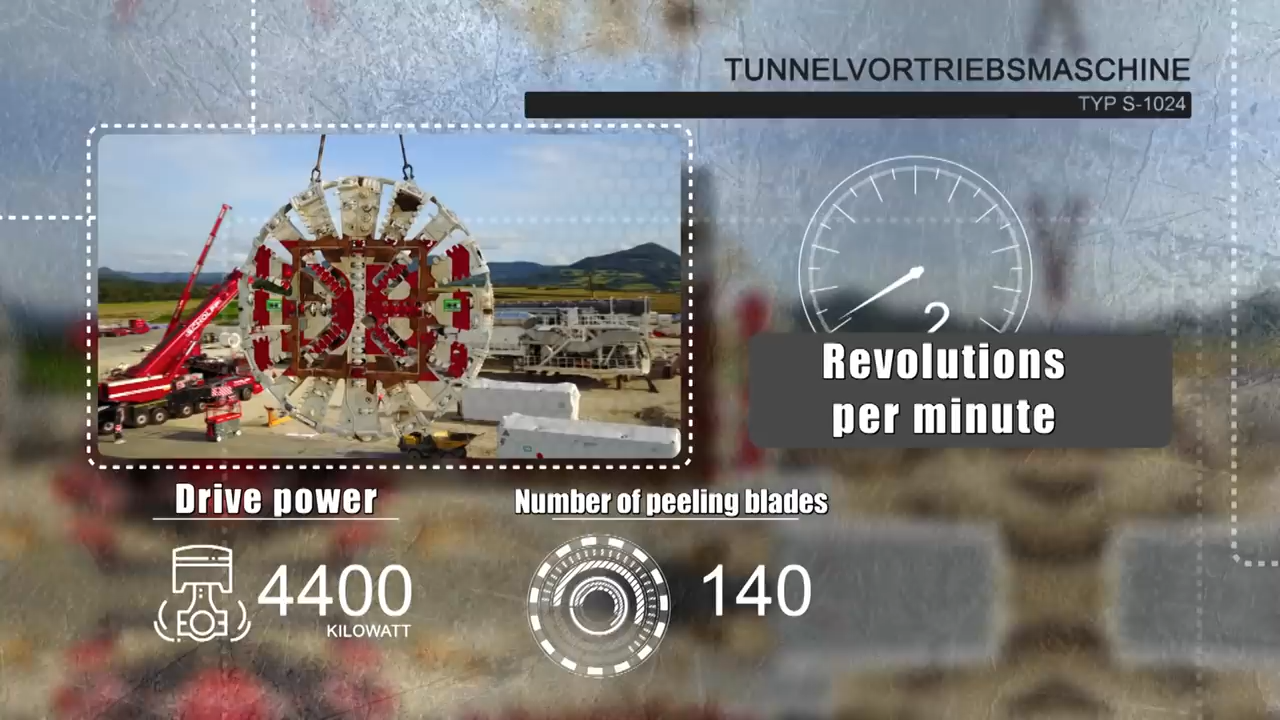 TUNNELVORTRIEBSMASCHINE
TYP S-1024
2
Revolutions
per minute
Drive power
Number of peeling blades
4400
KILOWATT
140